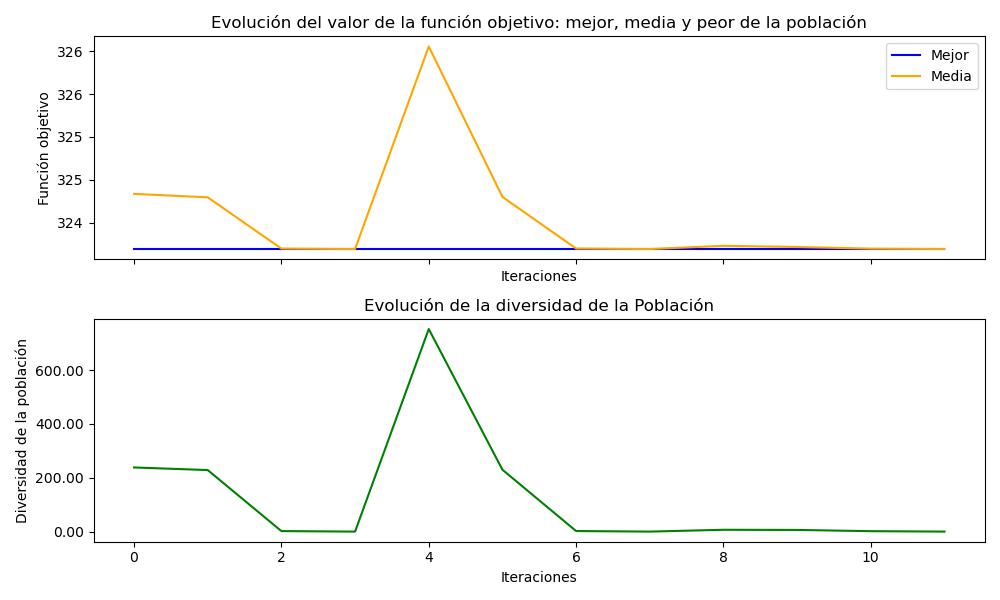 Evolución del valor de la función objetivo: mejor, media y peor de la población
326
326
325
325
324
Función objetivo
Mejor
Media
Iteraciones
Evolución de la diversidad de la Población
600.00
400.00
200.00
0.00
Diversidad de la población
0 2 4 6 8 10
Iteraciones